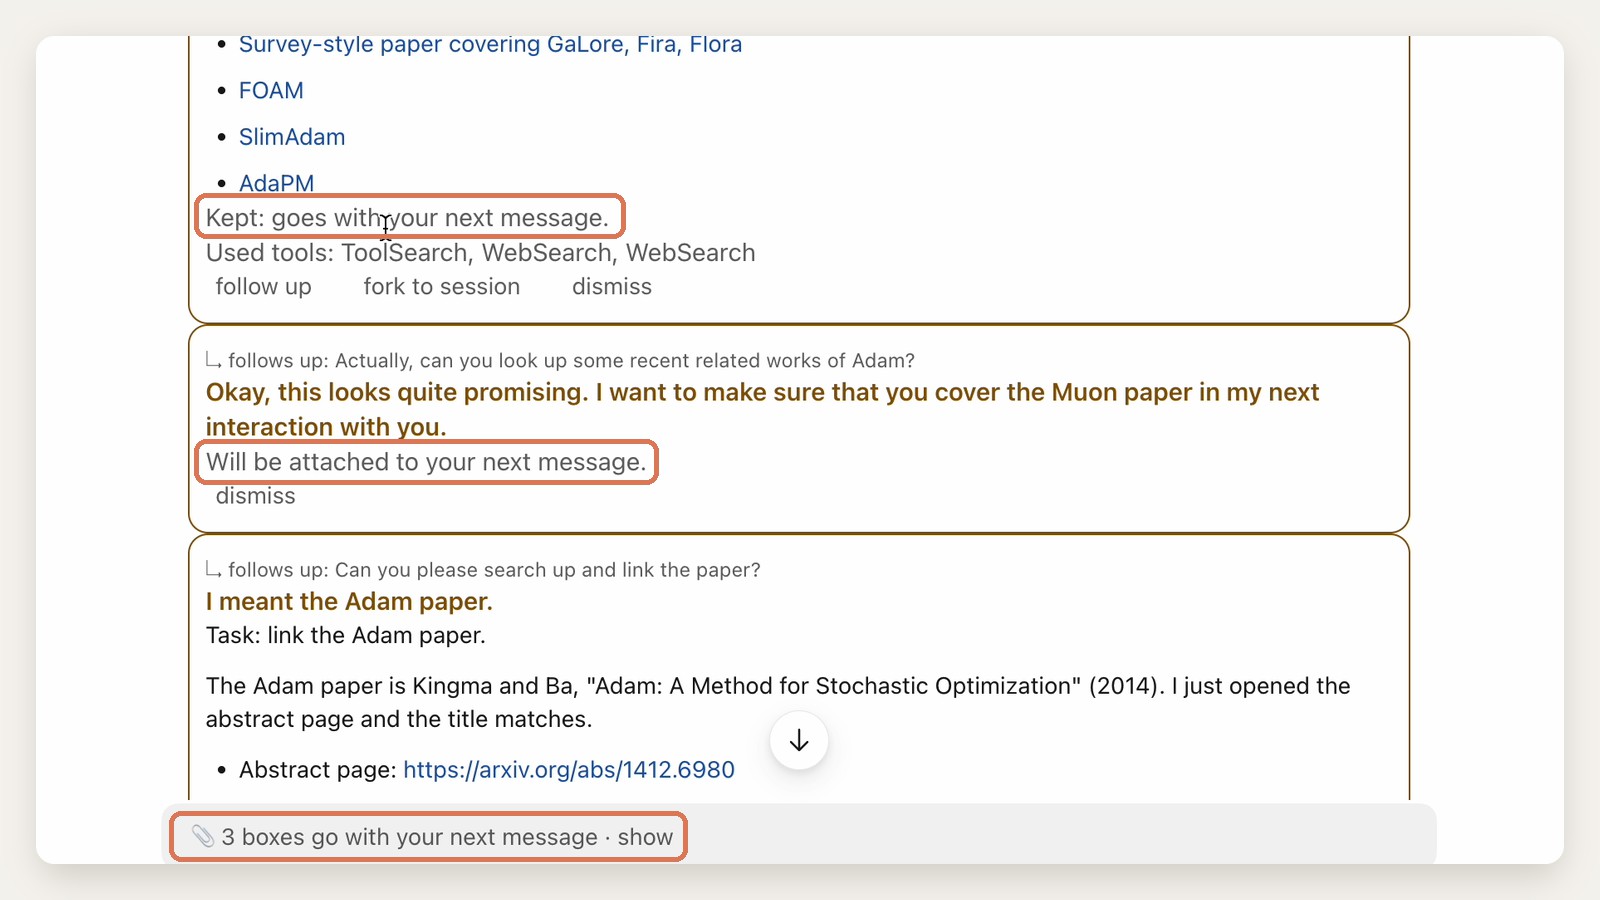 • Survey-style paper covering GaLore, Fira, Flora
• FOAM
• SlimAdam
• AdaPM
Kept: goes with your next message.
Used tools: ToolSearch, WebSearch, WebSearch
follow up fork to session dismiss
follows up: Actually, can you look up some recent related works of Adam?
Okay, this looks quite promising. I want to make sure that you cover the Muon paper in my next
interaction with you.
Will be attached to your next message.
dismiss
follows up: Can you please search up and link the paper?
I meant the Adam paper.
Task: link the Adam paper.
The Adam paper is Kingma and Ba, "Adam: A Method for Stochastic Optimization" (2014). I just opened the
abstract page and the title matches.
• Abstract page: https://arxiv.org/abs/1412.6980
3 boxes go with your next message · show